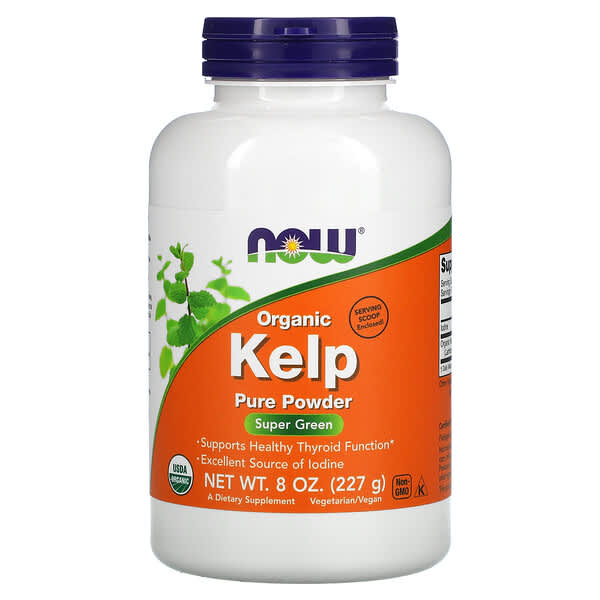 NOW®
SERVING
SCOOP
Enclosed!
Organic
Kelp
Pure Powder
Super Green
• Supports Healthy Thyroid Function*
• Excellent Source of Iodine
USDA
ORGANIC
NET WT. 8 OZ. (227 g)
A Dietary Supplement Vegetarian/Vegan
Non-
GMO
K
Iodine